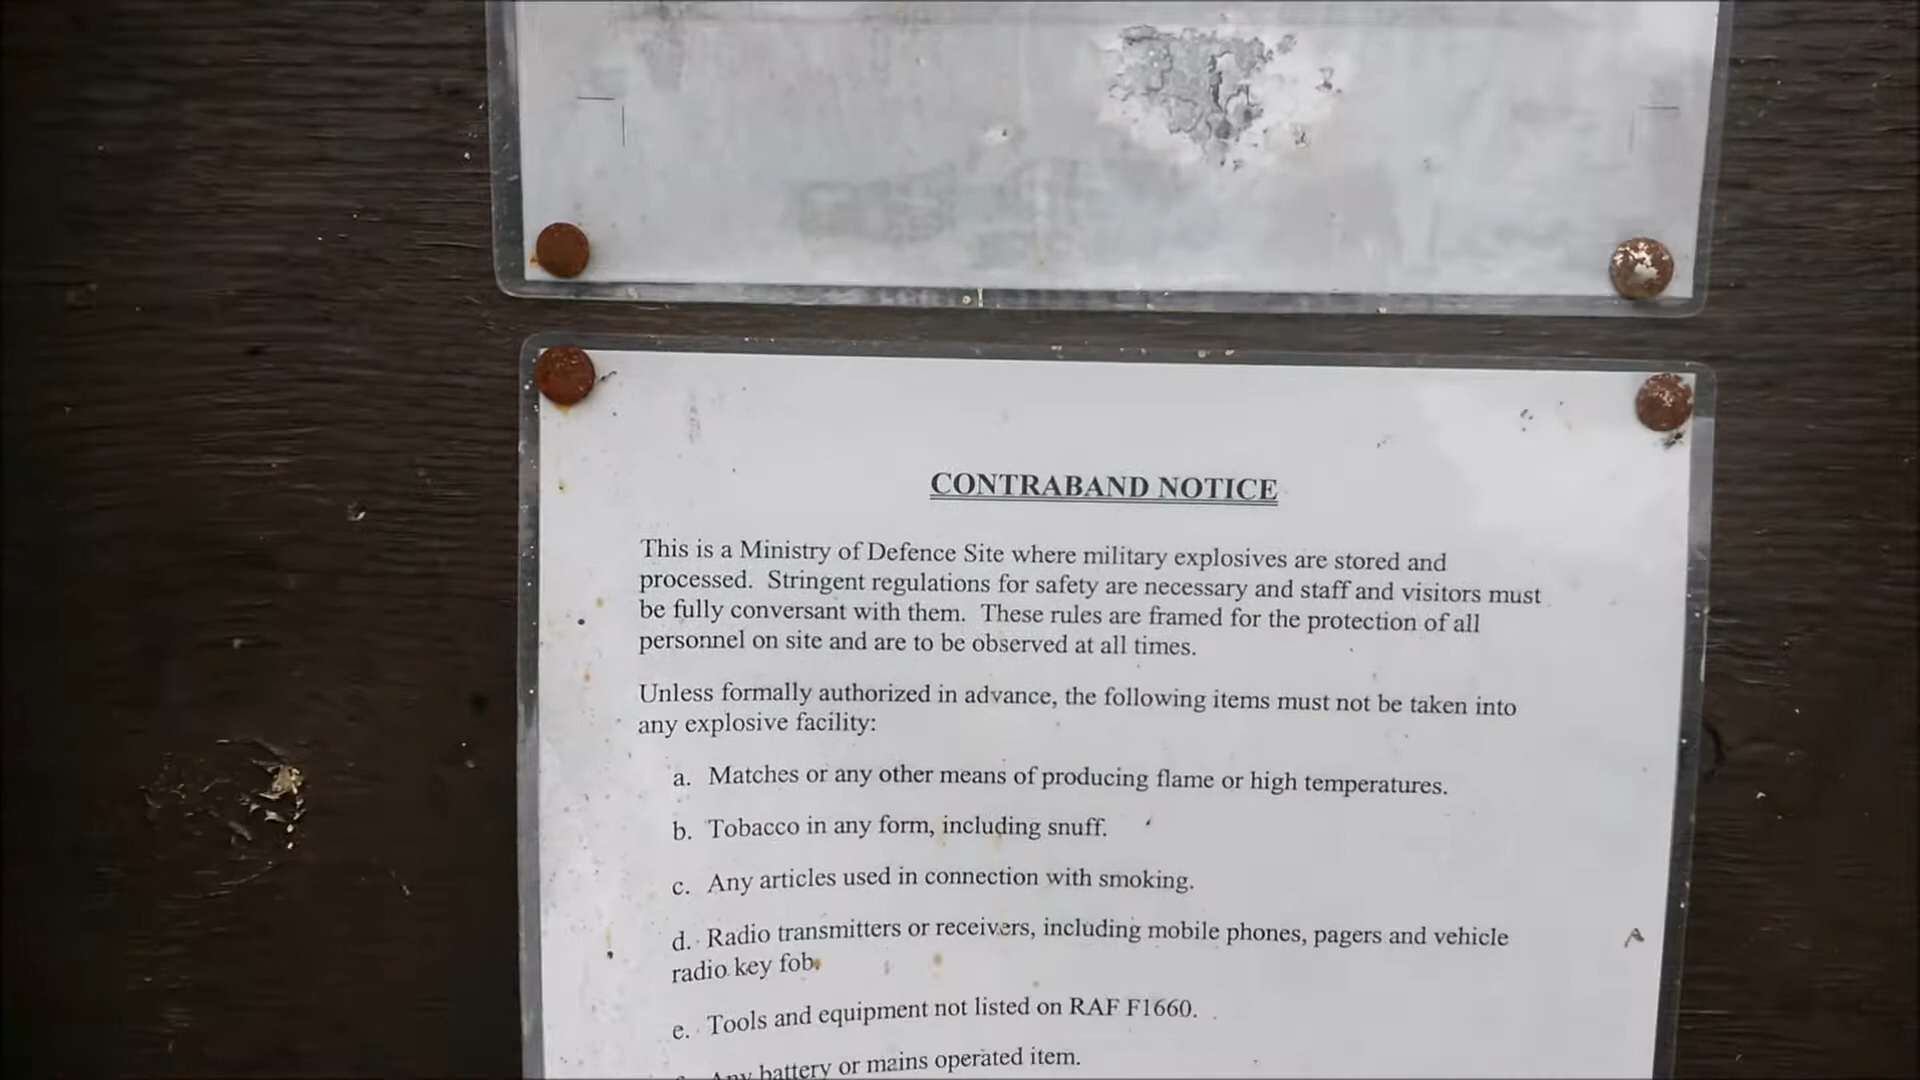 CONTRABAND NOTICE
This is a Ministry of Defence Site where military explosives are stored and
processed. Stringent regulations for safety are necessary and staff and visitors must
be fully conversant with them. These rules are framed for the protection of all
personnel on site and are to be observed at all times.
Unless formally authorized in advance, the following items must not be taken into
any explosive facility:
a. Matches or any other means of producing flame or high temperatures.
b. Tobacco in any form, including snuff.
c. Any articles used in connection with smoking.
d. Radio transmitters or receivers, including mobile phones, pagers and vehicle
radio key fob.
e. Tools and equipment not listed on RAF F1660.
Any battery or mains operated item.